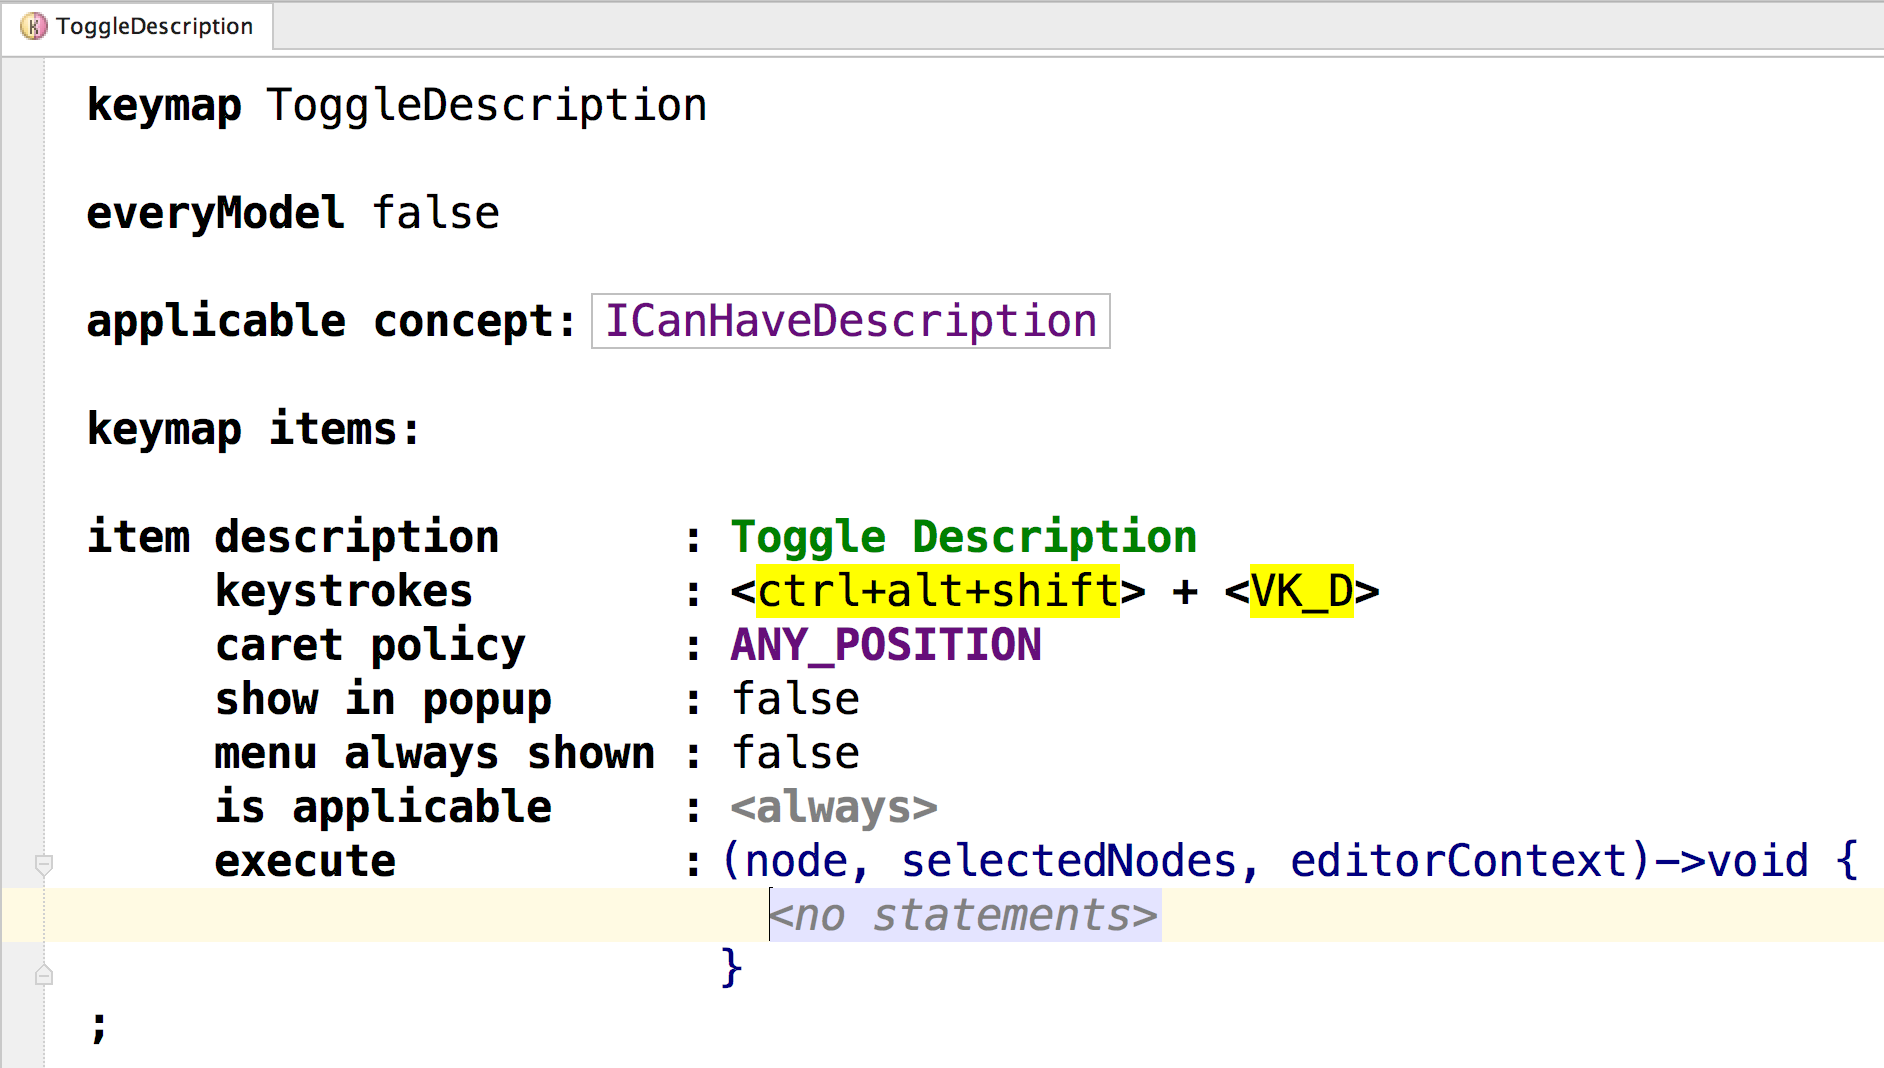 ToggleDescription
keymap ToggleDescription
everyModel false
applicable concept: ICanHaveDescription
keymap items:
item description : Toggle Description
keystrokes : <ctrl+alt+shift> + <VK_D>
caret policy : ANY_POSITION
show in popup : false
menu always shown : false
is applicable : <always>
execute : (node, selectedNodes, editorContext)->void {
<no statements>
}
;